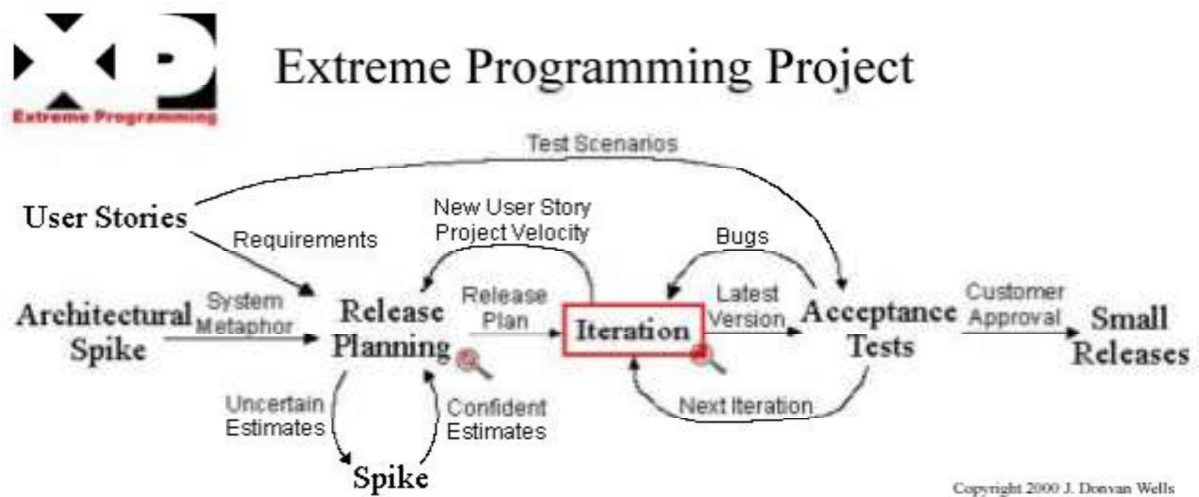 XP
Extreme Programming
Extreme Programming Project
Test Scenarios
User Stories
Requirements
New User Story
Project Velocity
Bugs
Architectural
Spike
System
Metaphor
Release
Planning
Release
Plan
Iteration
Latest
Version
Acceptance
Tests
Customer
Approval
Small
Releases
Uncertain
Estimates
Confident
Estimates
Next Iteration
Spike
Copyright 2000 J. Donvan Wells